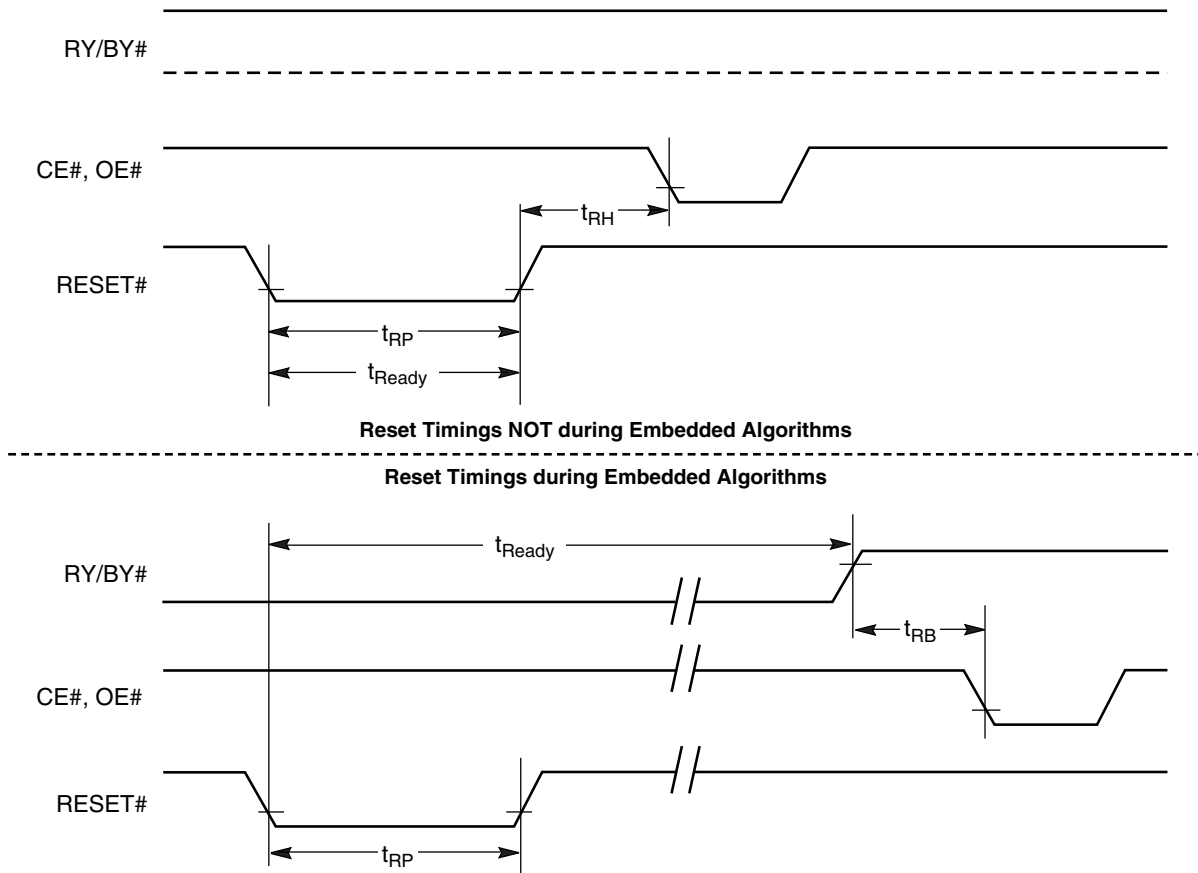 RY/BY#
CE#, OE#
tRH
RESET#
tRP
tReady
Reset Timings NOT during Embedded Algorithms
Reset Timings during Embedded Algorithms
tReady
RY/BY#
tRB
CE#, OE#
RESET#
tRP